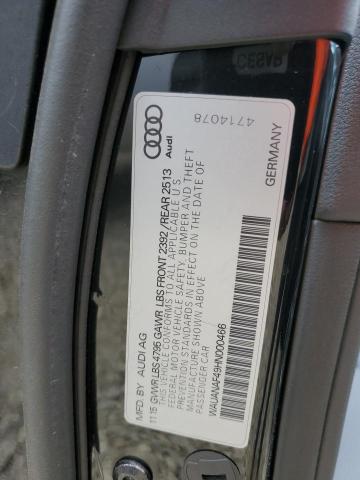 4714078
Audi
MFD. BY AUDI AG
GERMANY
11.15 GVWR LBS 4796 GAWR LBS FRONT 2392 / REAR 2513
THIS VEHICLE CONFORMS TO ALL APPLICABLE U S
FEDERAL MOTOR VEHICLE SAFETY, BUMPER AND THEFT
PREVENTION STANDARDS IN EFFECT ON THE DATE OF
MANUFACTURE SHOWN ABOVE
PASSENGER CAR
WAUANAF49HN000466